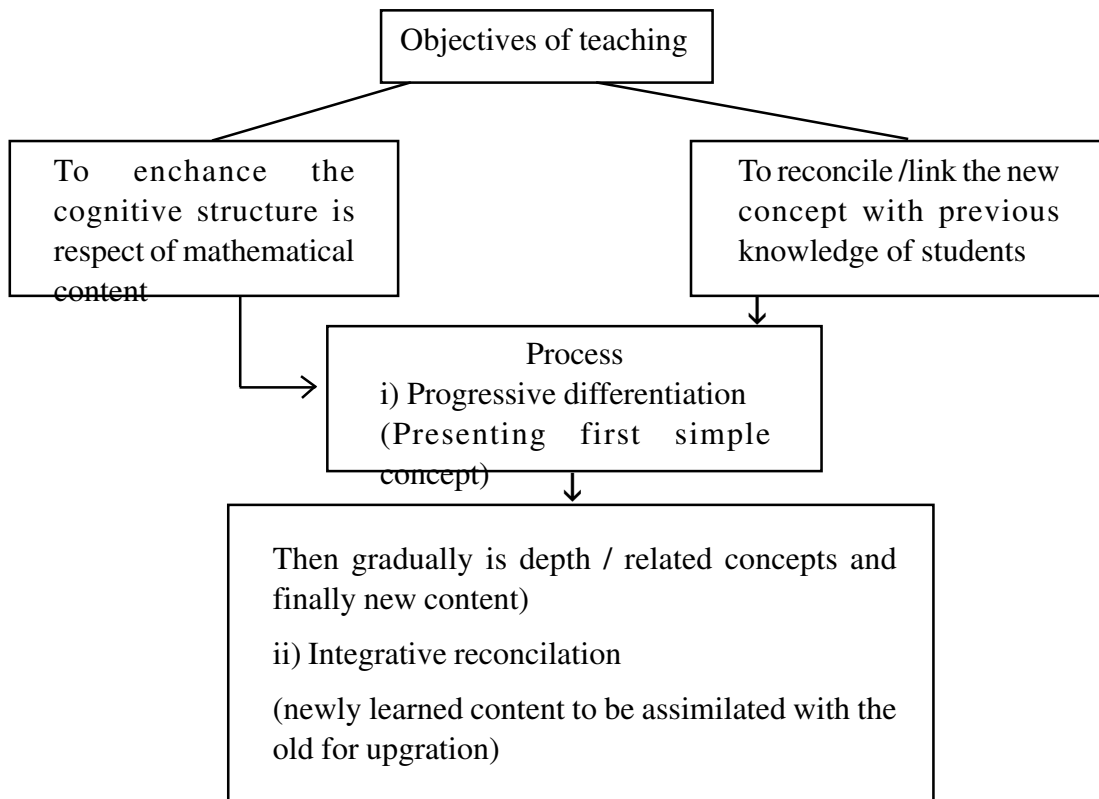 Objectives of teaching
To enchance the
cognitive structure is
respect of mathematical
content
To reconcile /link the new
concept with previous
knowledge of students
Process
i) Progressive differentiation
(Presenting first simple
concept)
Then gradually is depth / related concepts and
finally new content)
ii) Integrative reconcilation
(newly learned content to be assimilated with the
old for upgration)